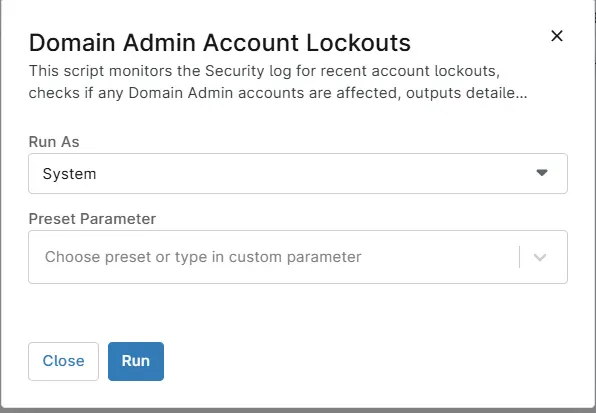 Domain Admin Account Lockouts
This script monitors the Security log for recent account lockouts,
checks if any Domain Admin accounts are affected, outputs detaile...
Run As
System
Preset Parameter
Choose preset or type in custom parameter
Close Run